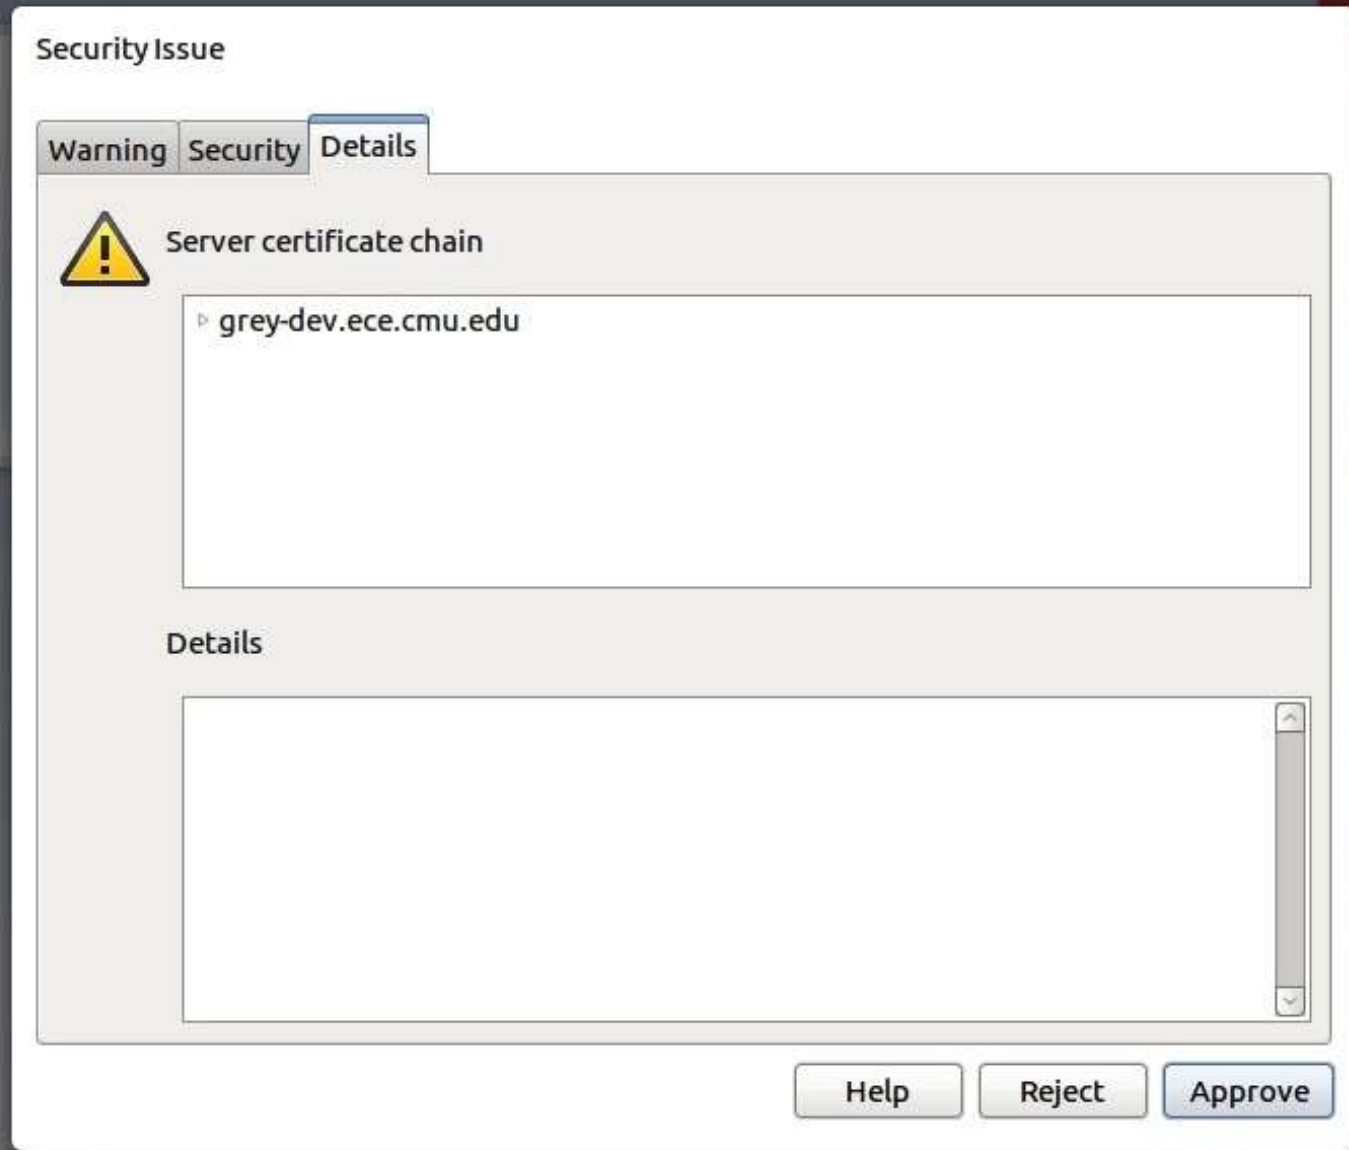 Security Issue
Warning Security Details
Server certificate chain
grey-dev.ece.cmu.edu
Details
Help Reject Approve